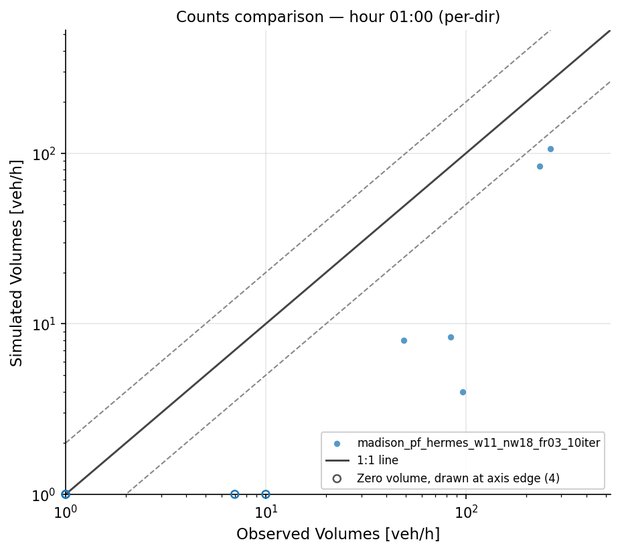 Counts comparison — hour 01:00 (per-dir)
Simulated Volumes [veh/h]
10²
10¹
10⁰
madison_pf_hermes_w11_nw18_fr03_10iter
1:1 line
Zero volume, drawn at axis edge (4)
10⁰ 10¹ 10²
Observed Volumes [veh/h]